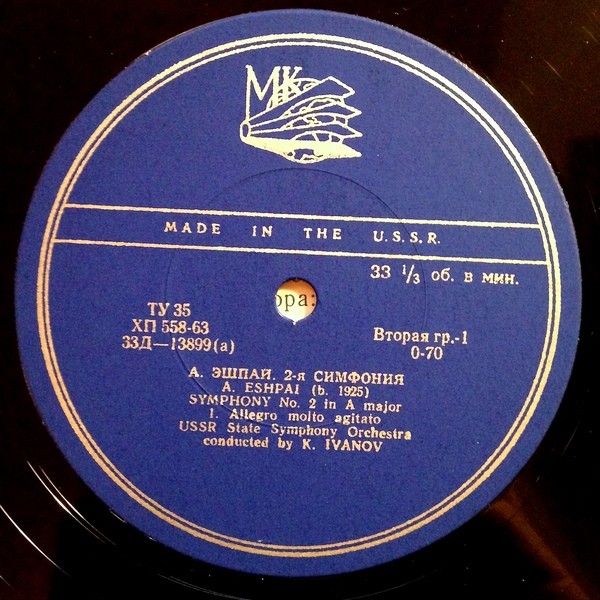 МК
MADE IN THE U.S.S.R.
33 1/3 об. в мин.
ора:
ТУ 35
ХП 558-63
33Д—13899(а)
Вторая гр.-1
0-70
А. ЭШПАЙ. 2-я СИМФОНИЯ
A. ESHPAI (b. 1925)
SYMPHONY No. 2 in A major
1. Allegro molto agitato
USSR State Symphony Orchestra
conducted by K. IVANOV